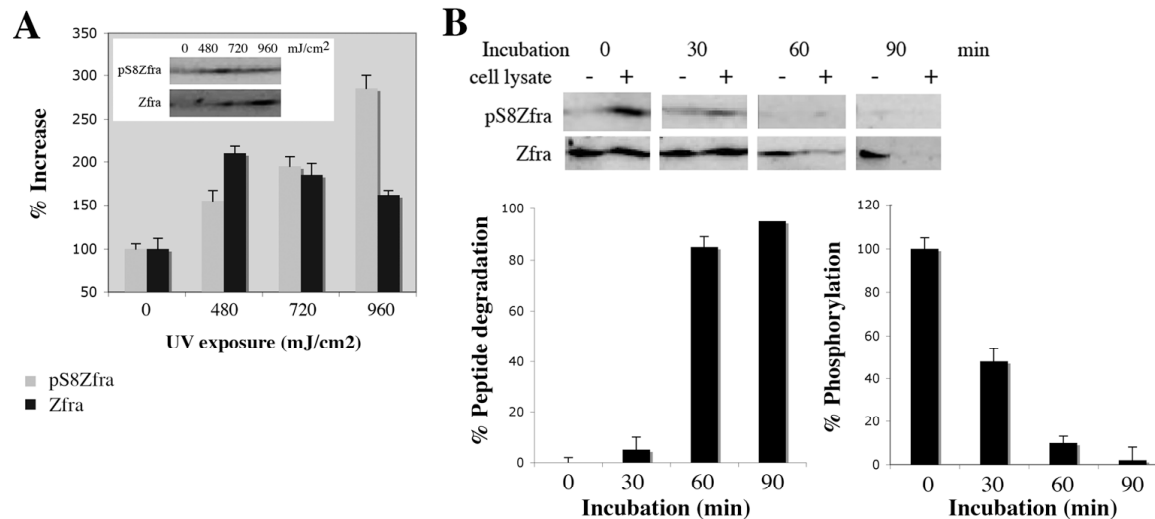 A
% Increase
350
300
250
200
150
100
50
0 480 720 960 mJ/cm2
pS8Zfra
Zfra
0 480 720 960
UV exposure (mJ/cm2)
pS8Zfra
Zfra
B
Incubation 0 30 60 90 min
cell lysate - + - + - + - +
pS8Zfra
Zfra
% Peptide degradation
100
80
60
40
20
0
0 30 60 90
Incubation (min)
% Phosphorylation
120
100
80
60
40
20
0
0 30 60 90
Incubation (min)